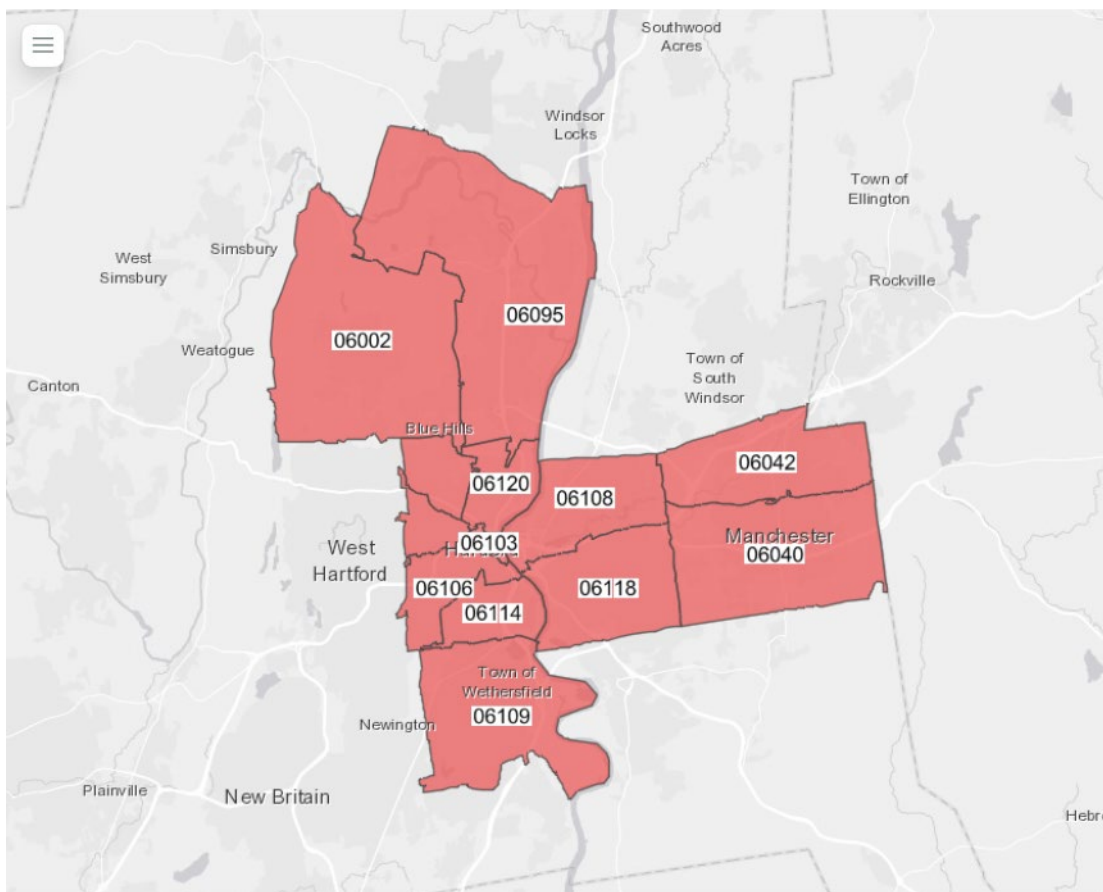 Southwood
Acres
Windsor
Locks
Town of
Ellington
Simsbury
West
Simsbury
Rockville
06095
06002
Weatogue
Town of
South
Windsor
Canton
Blue Hills
06042
06120
06108
Manchester
06040
06103
West
Hartford
06106
06118
06114
Town of
Wethersfield
06109
Newington
Plainville
New Britain